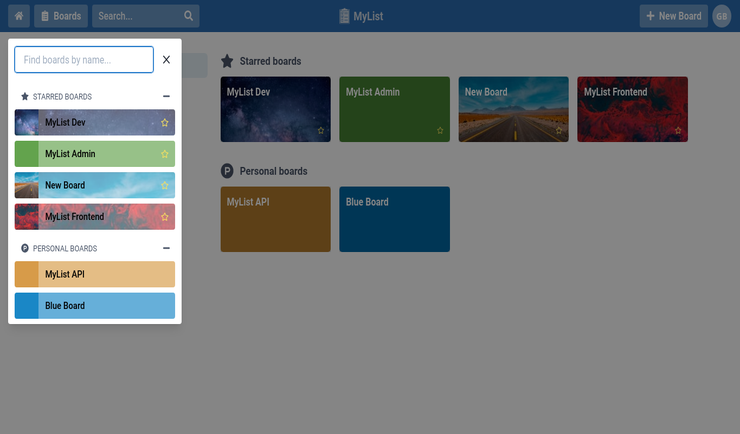 Boards
Search...
MyList
New Board
GB
Find boards by name...
X
STARRED BOARDS
MyList Dev
MyList Admin
New Board
MyList Frontend
PERSONAL BOARDS
MyList API
Blue Board
Starred boards
MyList Dev
MyList Admin
New Board
MyList Frontend
P
Personal boards
MyList API
Blue Board